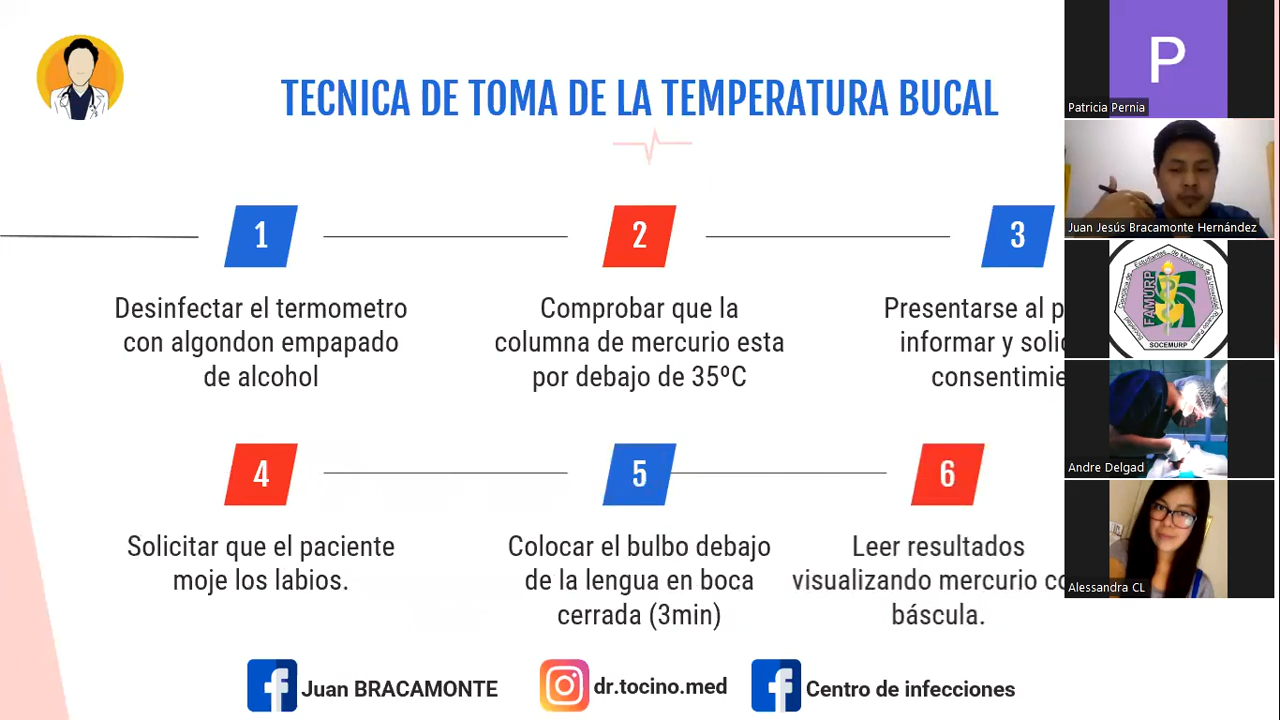 TECNICA DE TOMA DE LA TEMPERATURA BUCAL
1
Desinfectar el termometro
con algondon empapado
de alcohol
2
Comprobar que la
columna de mercurio esta
por debajo de 35ºC
3
Presentarse al
informar y
4
Solicitar que el paciente
moje los labios.
5
Colocar el bulbo debajo
de la lengua en boca
cerrada (3min)
6
Leer resultados
visualizando mercurio
báscula.
Juan BRACAMONTE
dr.tocino.med
Centro de infecciones
P
Patricia Pernia
Juan Jesús Bracamonte Hernández
FAMURP
SOCEMURP
Andre Delgad
Alessandra CL